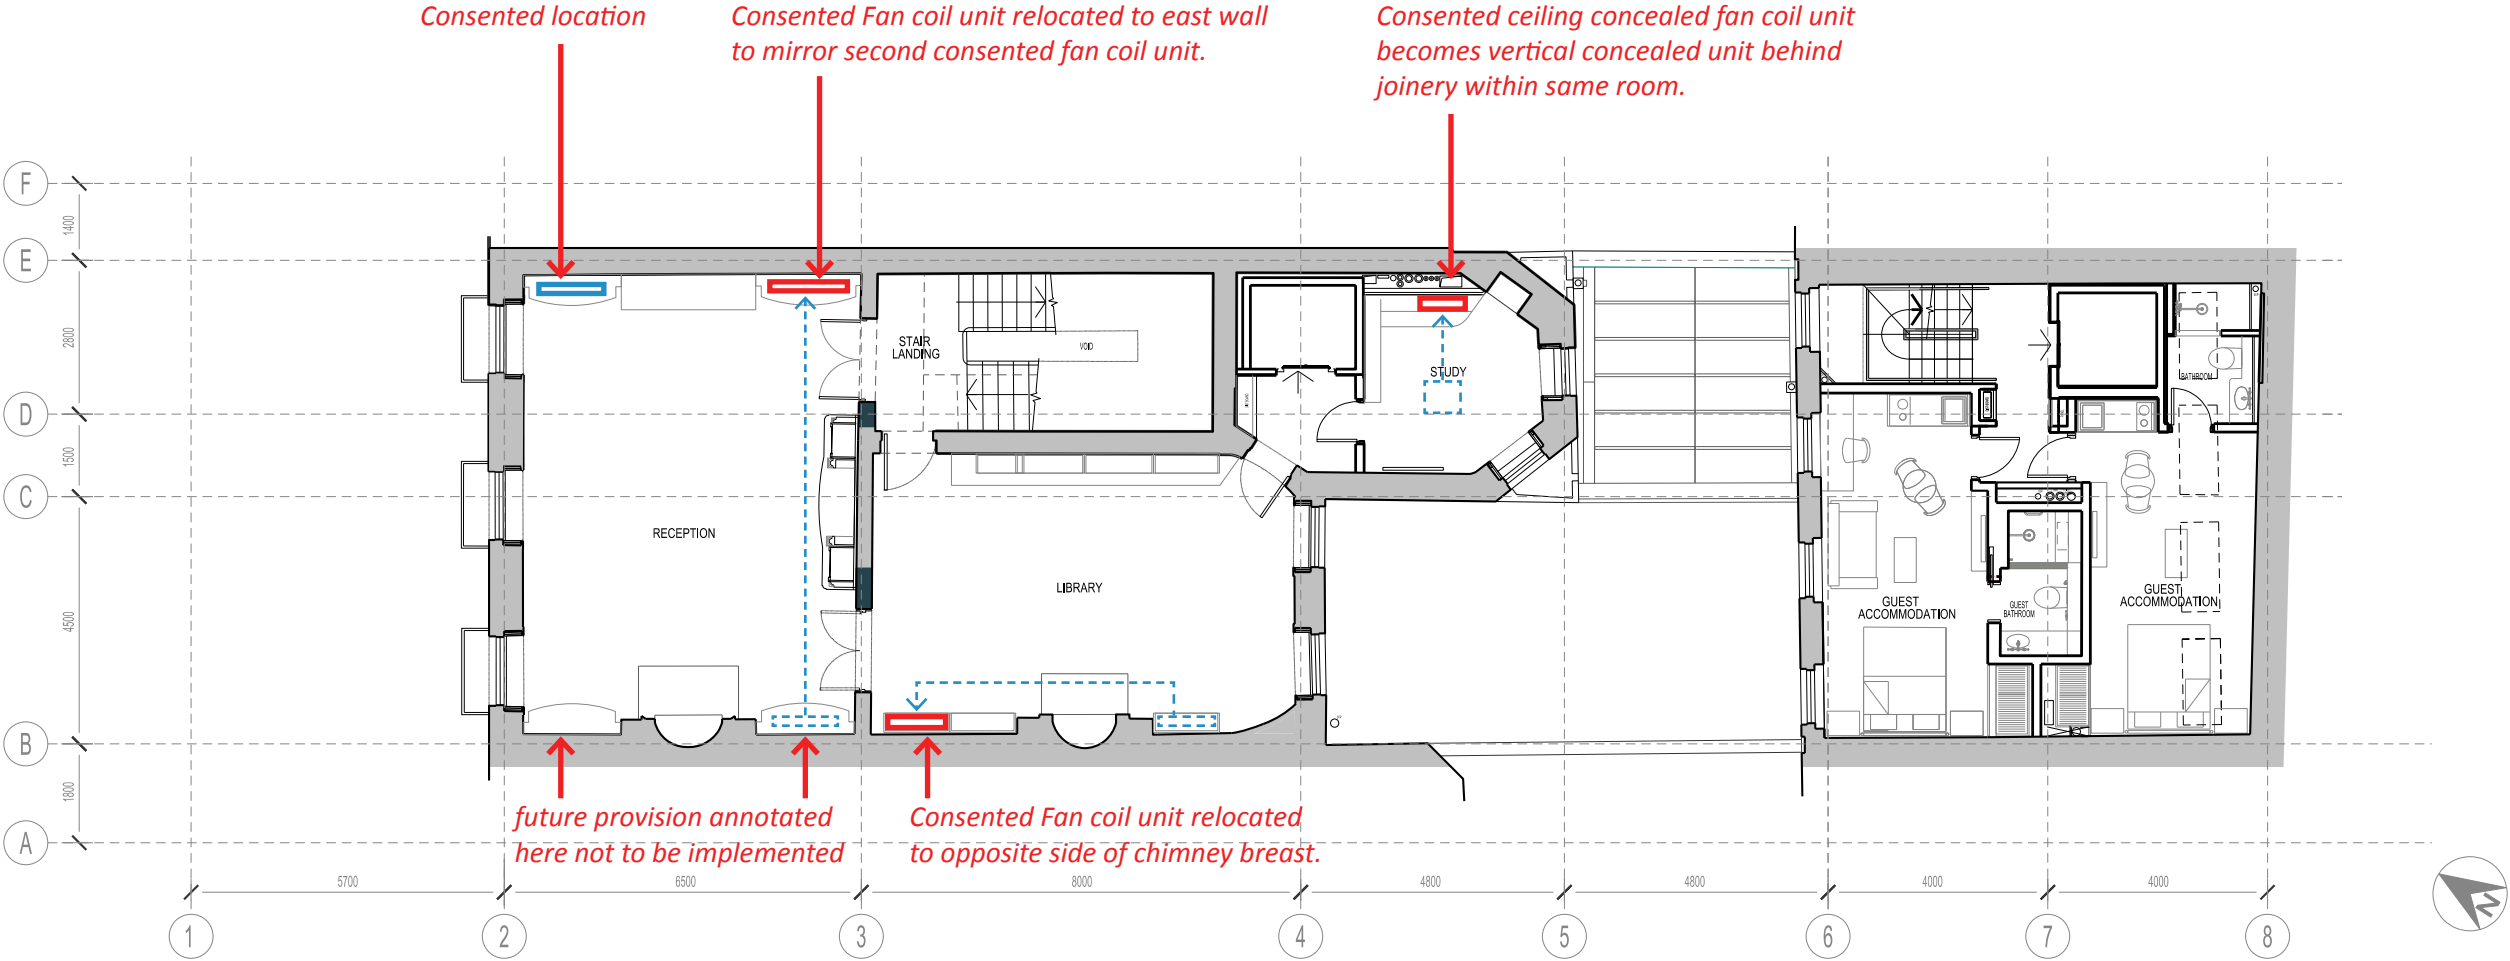 Consented location
Consented Fan coil unit relocated to east wall
to mirror second consented fan coil unit.
Consented ceiling concealed fan coil unit
becomes vertical concealed unit behind
joinery within same room.
F
1400
E
2800
D
1500
C
4500
B
1800
A
STAIR
LANDING
VOID
STUDY
BATHROOM
RECEPTION
LIBRARY
GUEST
ACCOMMODATION
GUEST
BATHROOM
GUEST
ACCOMMODATION
future provision annotated
here not to be implemented
Consented Fan coil unit relocated
to opposite side of chimney breast.
5700
6500
8000
4800
4800
4000
4000
1
2
3
4
5
6
7
8
N